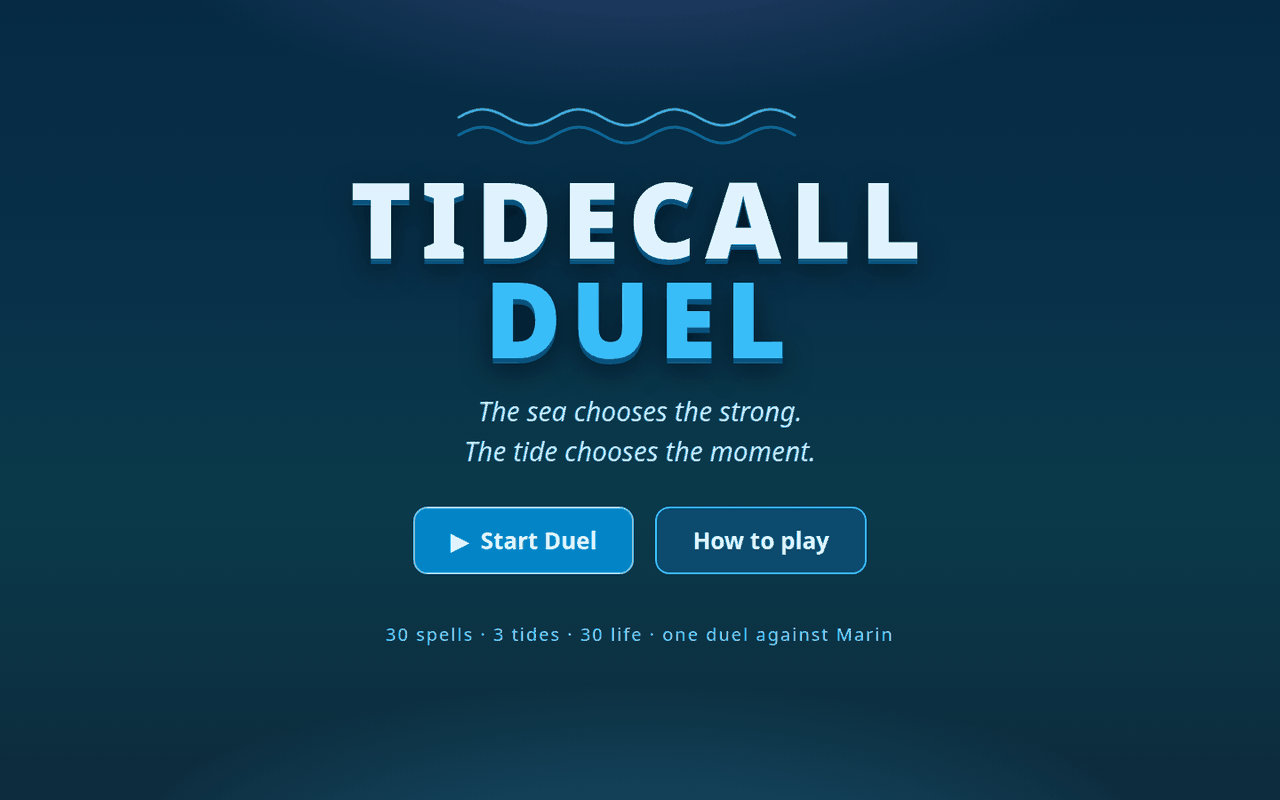 TIDECALL
DUEL
The sea chooses the strong.
The tide chooses the moment.
▶ Start Duel
How to play
30 spells · 3 tides · 30 life · one duel against Marin